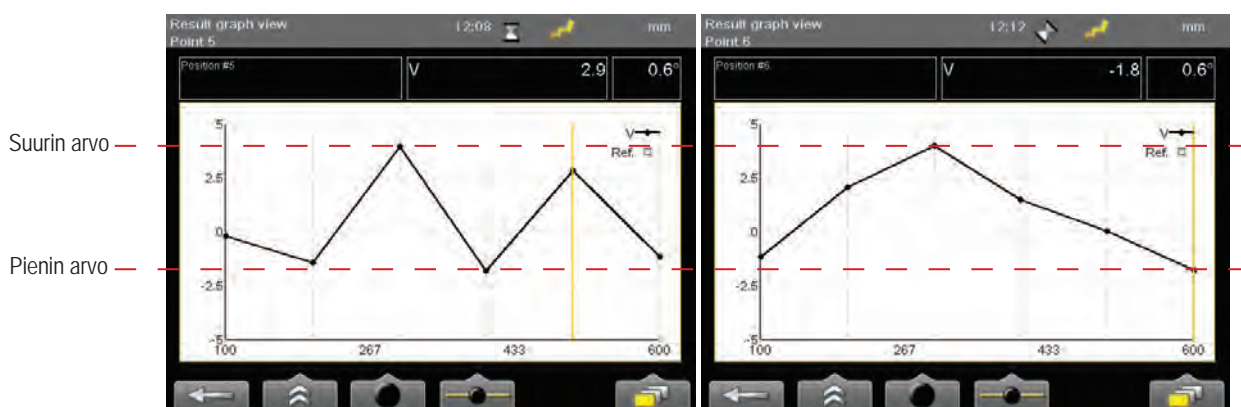 Result graph view
Point 5
12:08
mm
Position #5
V
2.9
0.6°
Suurin arvo
Pienin arvo
5
2.5
0
-2.5
-5
V
Ref.
100
267
433
600
Result graph view
Point 6
12:12
mm
Position #6
V
-1.8
0.6°
5
2.5
0
-2.5
-5
V
Ref.
100
267
433
600